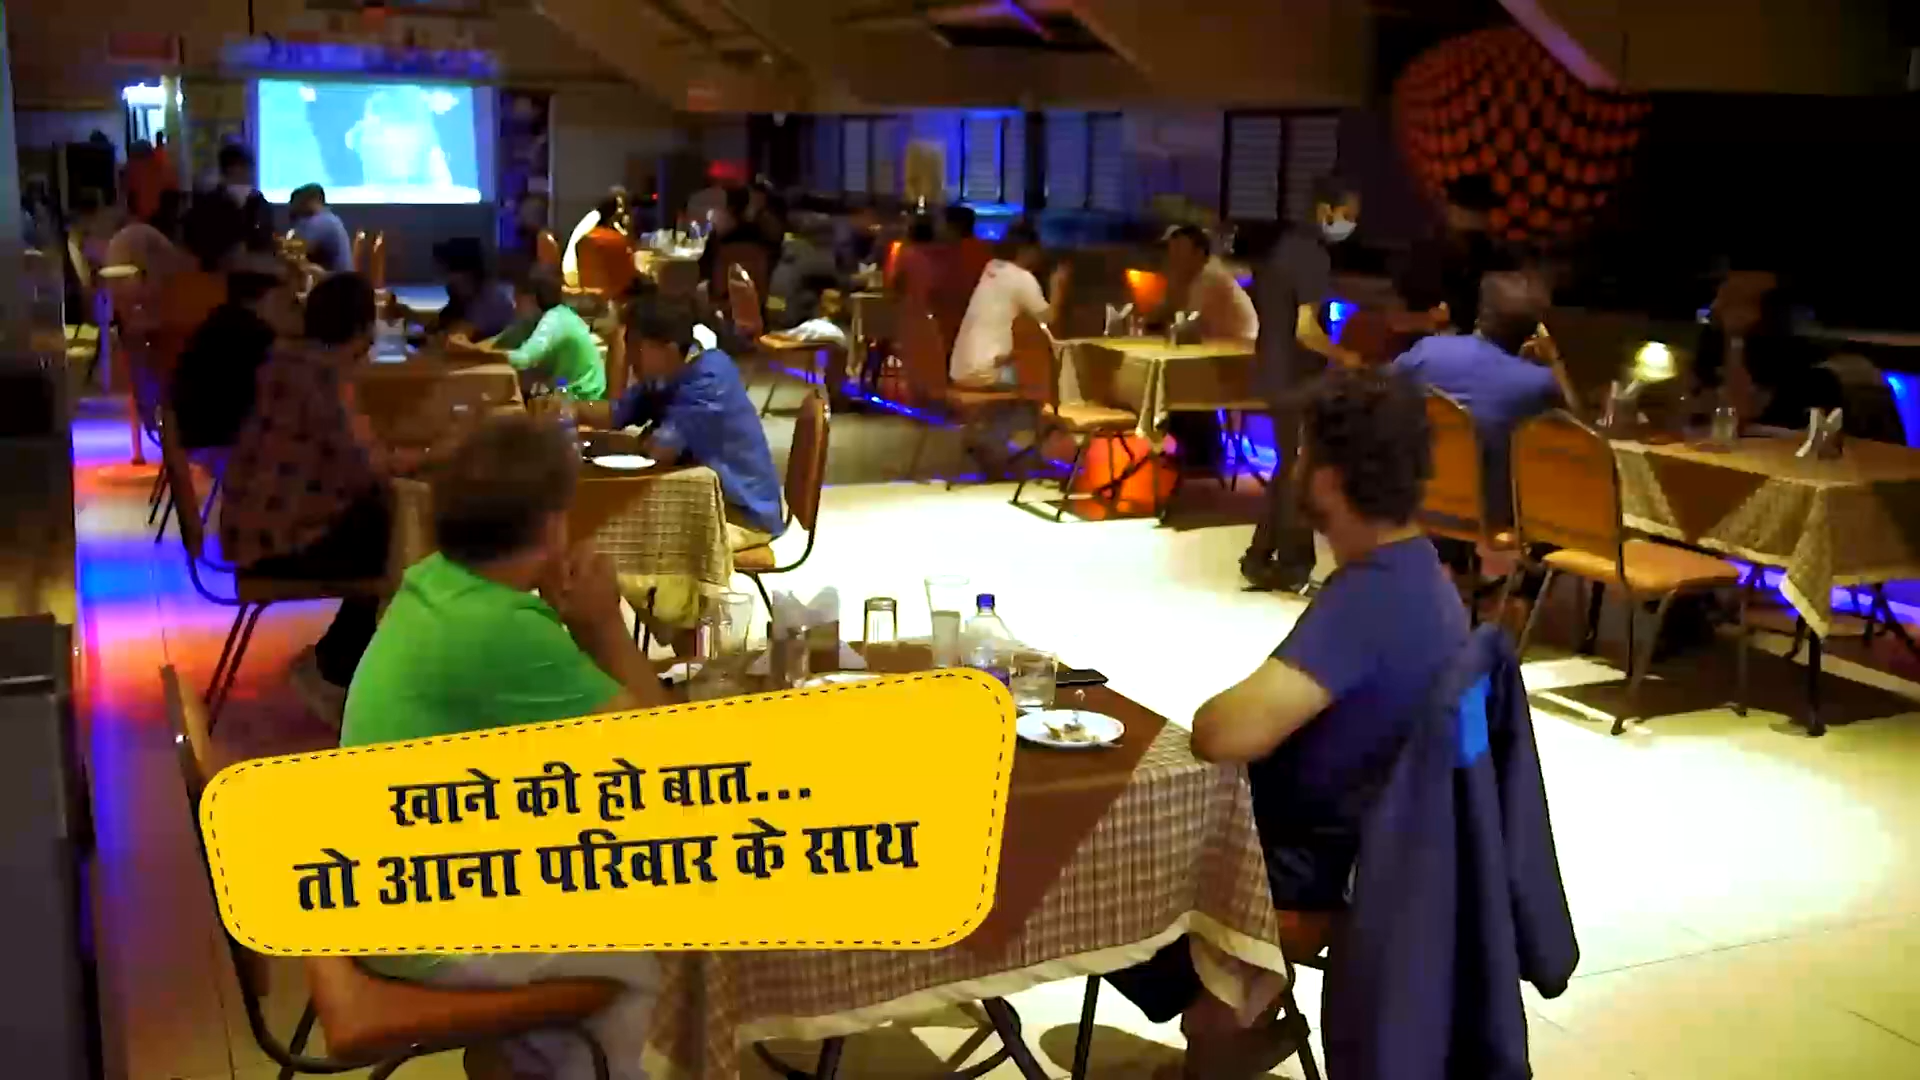 खाने की हो बात...
तो आना परिवार के साथ